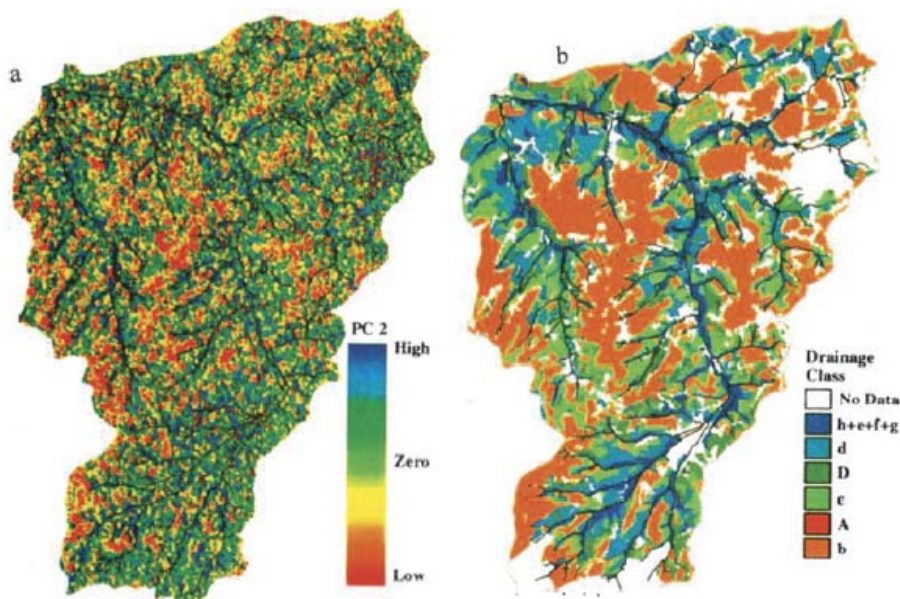 a
b
PC 2
High
Zero
Low
Drainage
Class
No Data
h+e+f+g
d
D
c
A
b